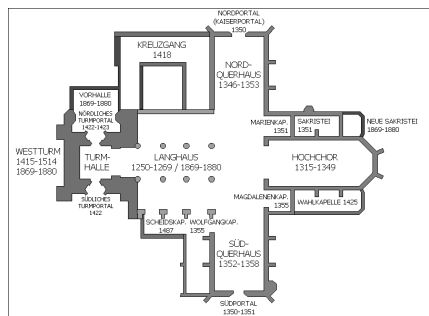 NORDPORTAL
(KAISERPORTAL)
1350
KREUZGANG
1418
NORD-
QUERHAUS
1346-1353
VORHALLE
1869-1880
NÖRDLICHES
TURMPORTAL
1422-1423
MARIENKAP.
1351
SAKRISTEI
1351
NEUE SAKRISTEI
1869-1880
WESTTURM
1415-1514
1869-1880
TURM-
HALLE
LANGHAUS
1250-1269 / 1869-1880
HOCHCHOR
1315-1349
SÜDLICHES
TURMPORTAL
1422
MAGDALENENKAP.
1355
WAHLKAPELLE 1425
SCHEIDSKAP.
1487
WOLFGANGKAP.
1355
SÜD-
QUERHAUS
1352-1358
SÜDPORTAL
1350-1351